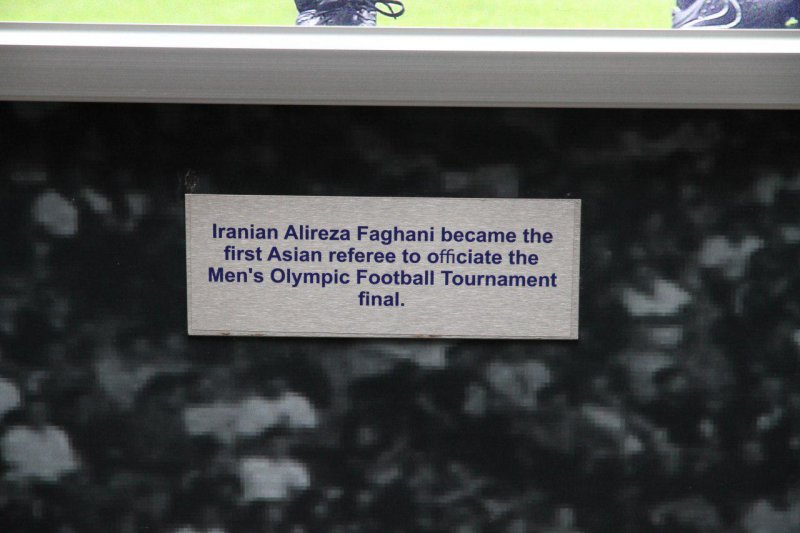 Iranian Alireza Faghani became the
first Asian referee to officiate the
Men's Olympic Football Tournament
final.